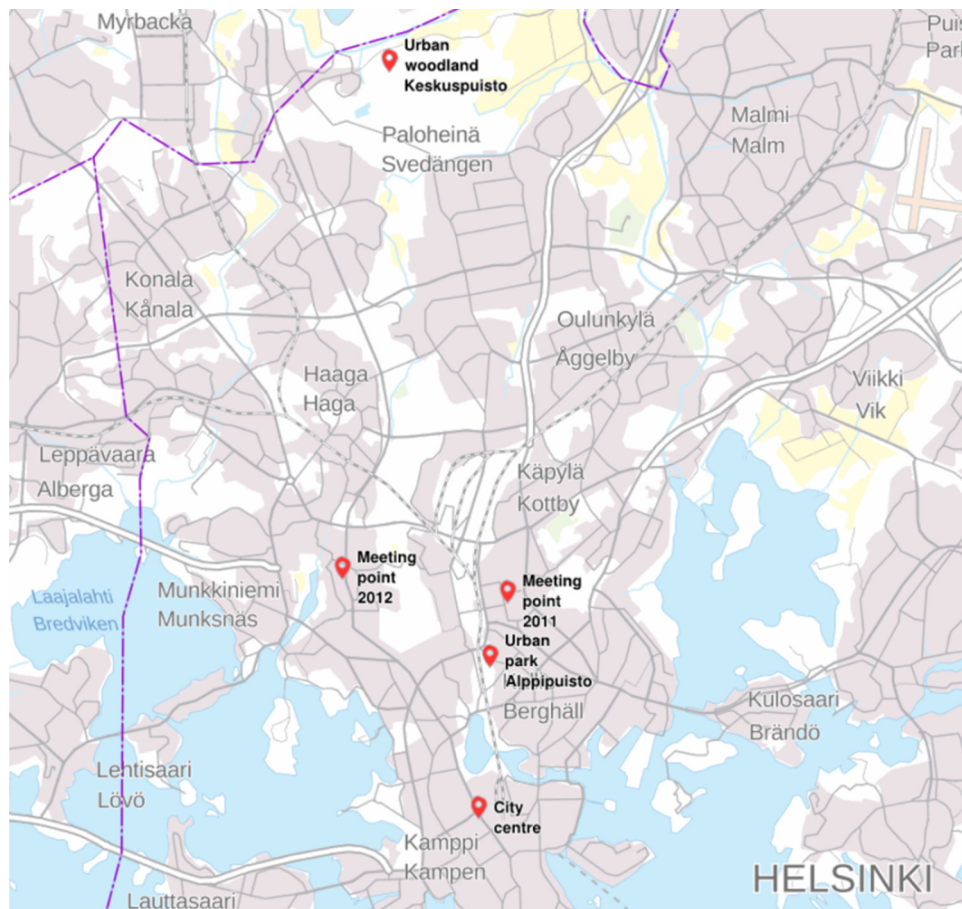 Myrbacka
Urban
woodland
Keskuspuisto
Puis
Park
Paloheinä
Svedängen
Malmi
Malm
Konala
Kånala
Oulunkylä
Åggelby
Haaga
Haga
Viikki
Vik
Leppävaara
Alberga
Käpylä
Kottby
Meeting
point
2012
Meeting
point
2011
Munkkiniemi
Munksnäs
Laajalahti
Bredviken
Urban
park
Alppipuisto
Berghäll
Kulosaari
Brändö
Lehtisaari
Lövö
City
centre
Kamppi
Kampen
HELSINKI
Lauttasaari